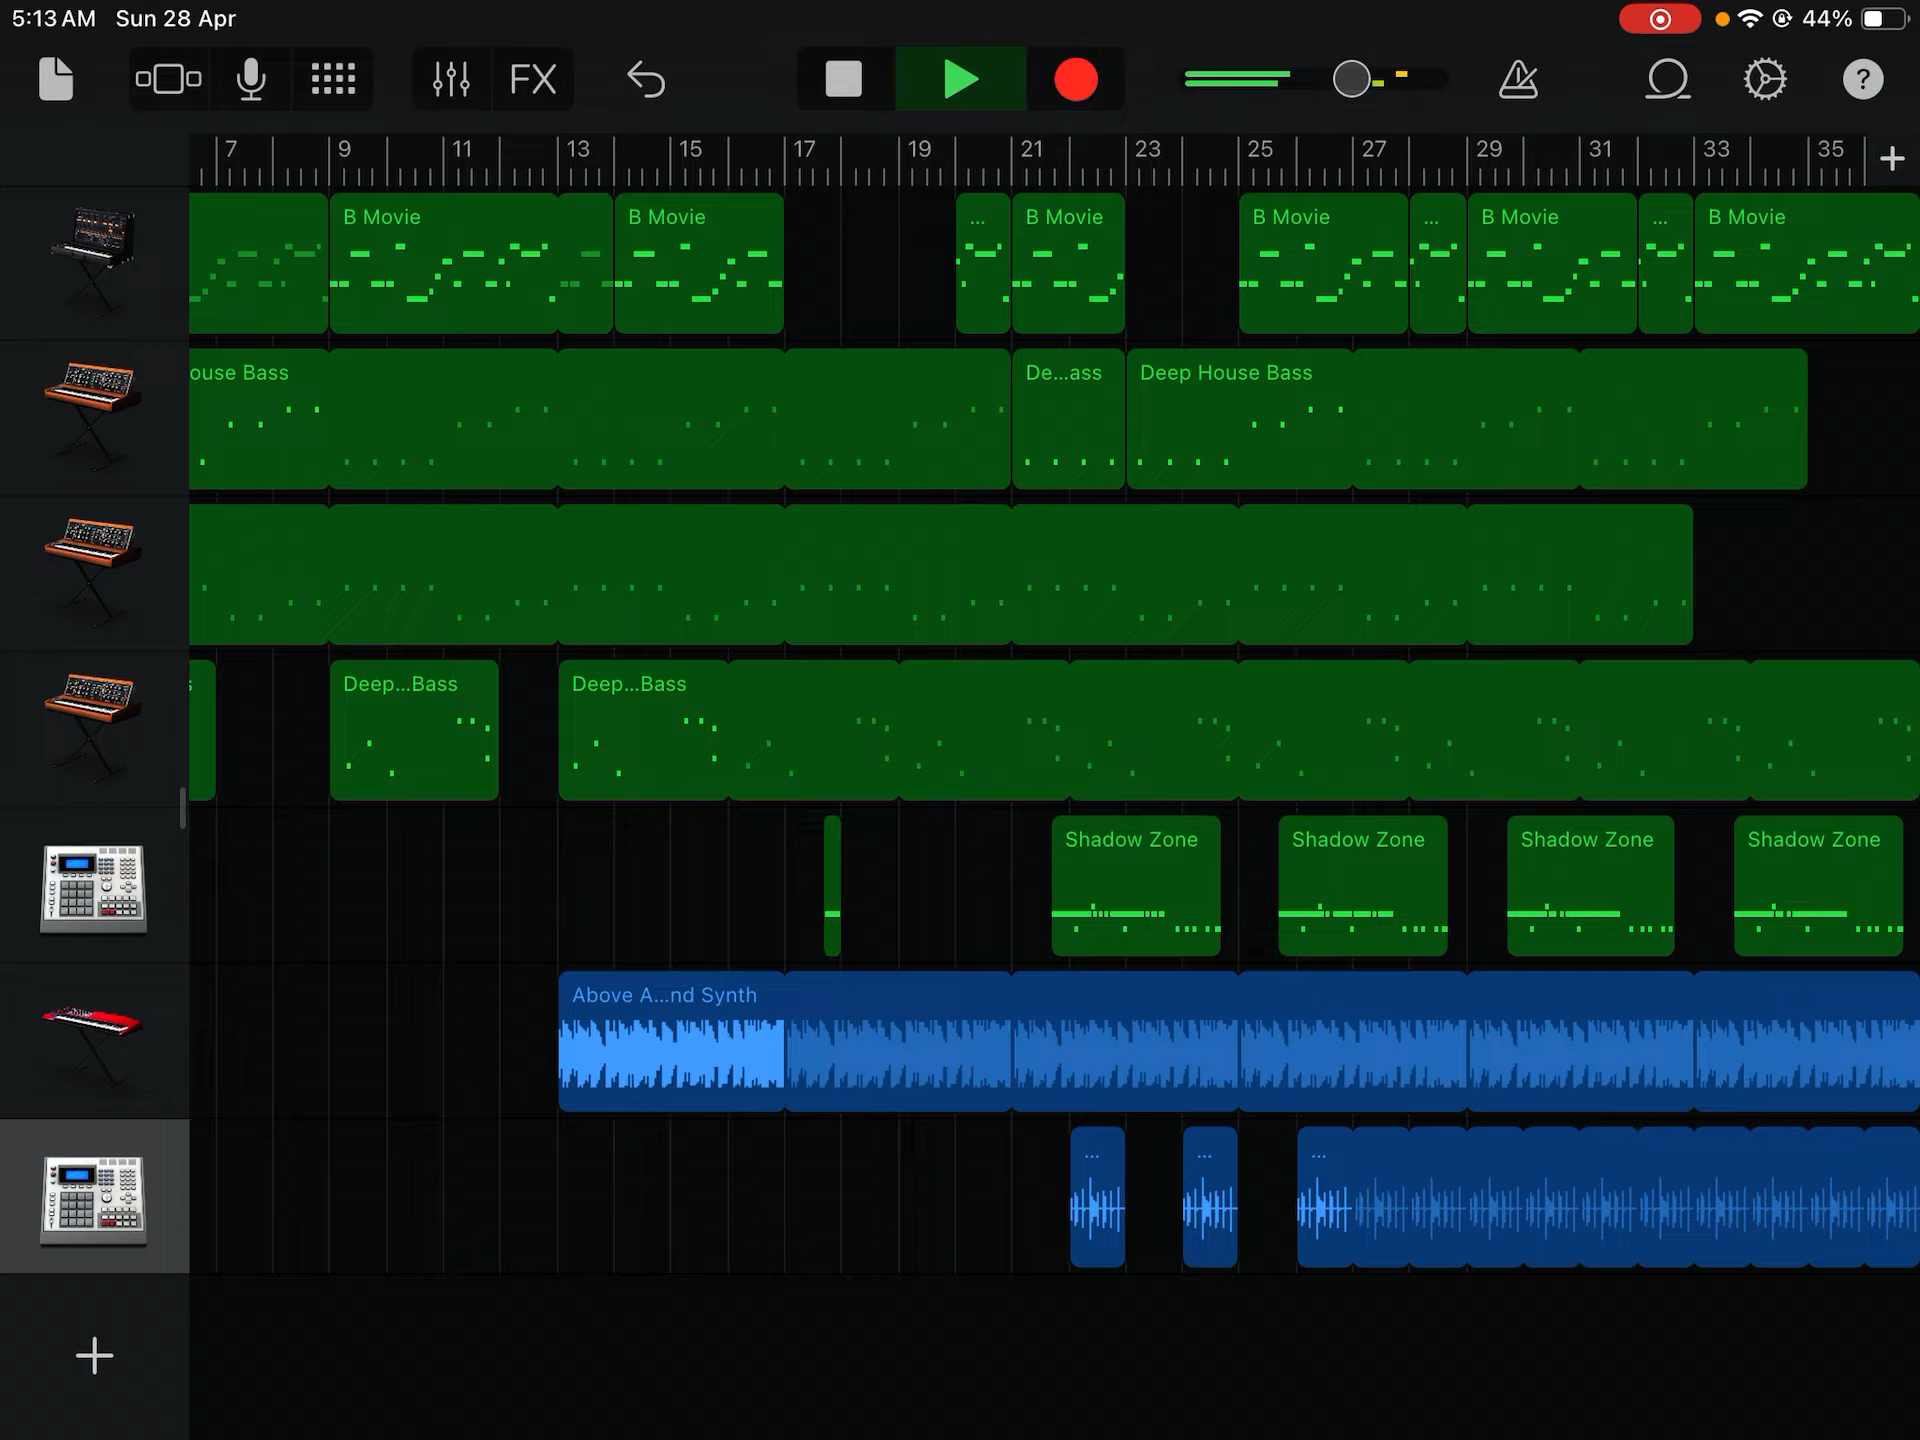 5:13 AM Sun 28 Apr 44%
FX ?
7 9 11 13 15 17 19 21 23 25 27 29 31 33 35 +
B Movie B Movie ... B Movie B Movie ... B Movie ... B Movie
ouse Bass De...ass Deep House Bass
s Deep...Bass Deep...Bass
Shadow Zone Shadow Zone Shadow Zone Shadow Zone
Above A...nd Synth
... ... ...
+